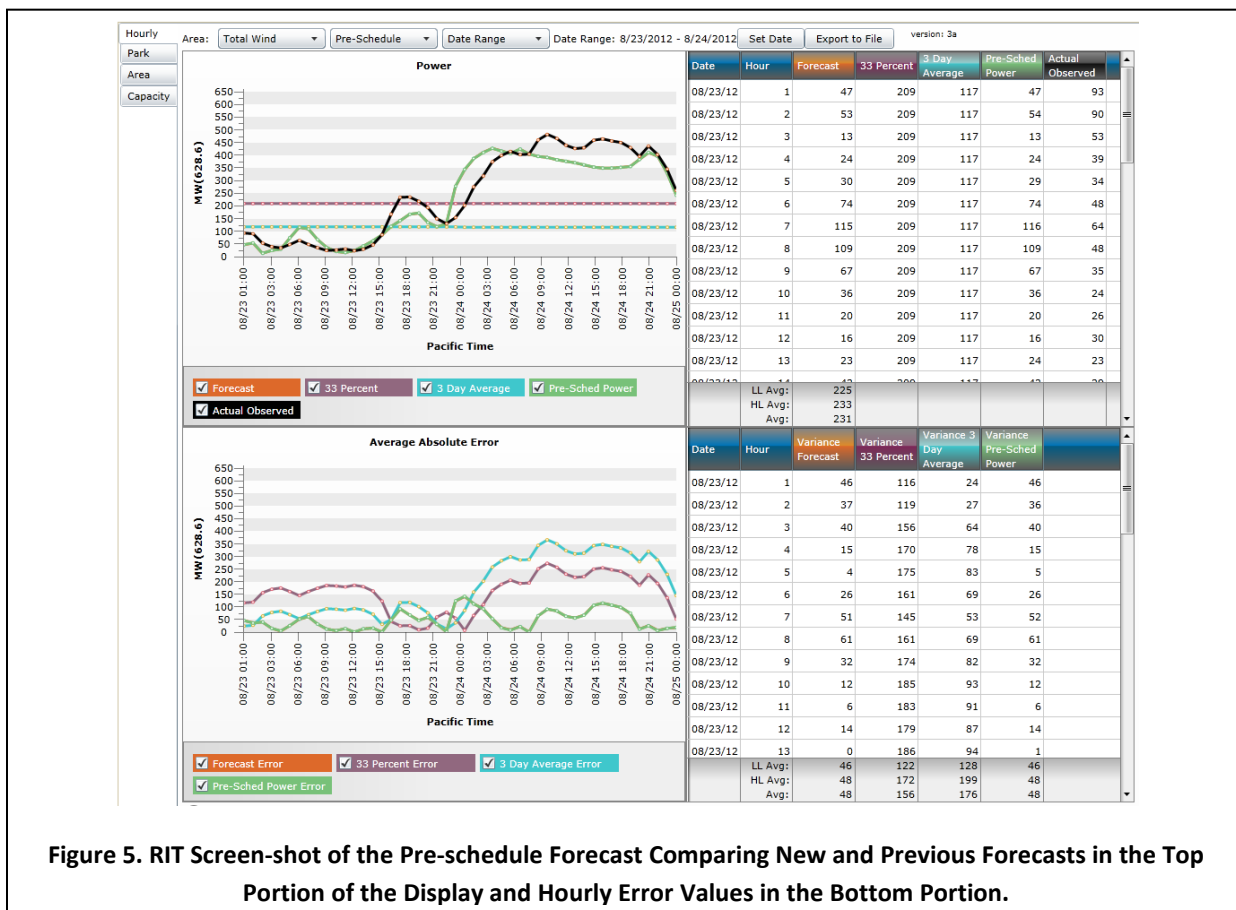 Hourly
Park
Area
Capacity
Area: Total Wind Pre-Schedule Date Range Date Range: 8/23/2012 - 8/24/2012 Set Date Export to File version: 3a
Power
MW(628.6)
650
600
550
500
450
400
350
300
250
200
150
100
50
0
08/23 01:00
08/23 03:00
08/23 06:00
08/23 09:00
08/23 12:00
08/23 15:00
08/23 18:00
08/23 21:00
08/24 00:00
08/24 03:00
08/24 06:00
08/24 09:00
08/24 12:00
08/24 15:00
08/24 18:00
08/24 21:00
08/25 00:00
Pacific Time
Forecast 33 Percent 3 Day Average Pre-Sched Power
Actual Observed
Date Hour Forecast 33 Percent 3 Day Average Pre-Sched Power Actual Observed
08/23/12 1 47 209 117 47 93
08/23/12 2 53 209 117 54 90
08/23/12 3 13 209 117 13 53
08/23/12 4 24 209 117 24 39
08/23/12 5 30 209 117 29 34
08/23/12 6 74 209 117 74 48
08/23/12 7 115 209 117 116 64
08/23/12 8 109 209 117 109 48
08/23/12 9 67 209 117 67 35
08/23/12 10 36 209 117 36 24
08/23/12 11 20 209 117 20 26
08/23/12 12 16 209 117 16 30
08/23/12 13 23 209 117 24 23
LL Avg: 225
HL Avg: 233
Avg: 231
Average Absolute Error
MW(628.6)
650
600
550
500
450
400
350
300
250
200
150
100
50
0
08/23 01:00
08/23 03:00
08/23 06:00
08/23 09:00
08/23 12:00
08/23 15:00
08/23 18:00
08/23 21:00
08/24 00:00
08/24 03:00
08/24 06:00
08/24 09:00
08/24 12:00
08/24 15:00
08/24 18:00
08/24 21:00
08/25 00:00
Pacific Time
Forecast Error 33 Percent Error 3 Day Average Error
Pre-Sched Power Error
Date Hour Variance Forecast Variance 33 Percent Variance 3 Day Average Variance Pre-Sched Power
08/23/12 1 46 116 24 46
08/23/12 2 37 119 27 36
08/23/12 3 40 156 64 40
08/23/12 4 15 170 78 15
08/23/12 5 4 175 83 5
08/23/12 6 26 161 69 26
08/23/12 7 51 145 53 52
08/23/12 8 61 161 69 61
08/23/12 9 32 174 82 32
08/23/12 10 12 185 93 12
08/23/12 11 6 183 91 6
08/23/12 12 14 179 87 14
08/23/12 13 0 186 94 1
LL Avg: 46 122 128 46
HL Avg: 48 172 199 48
Avg: 48 156 176 48
Figure 5. RIT Screen-shot of the Pre-schedule Forecast Comparing New and Previous Forecasts in the Top
Portion of the Display and Hourly Error Values in the Bottom Portion.